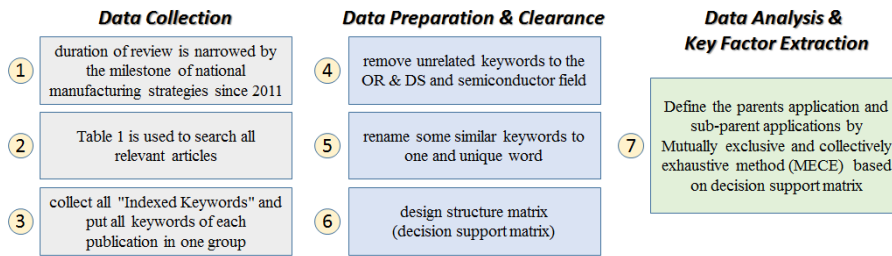 Data Collection
1
duration of review is narrowed by
the milestone of national
manufacturing strategies since 2011
2
Table 1 is used to search all
relevant articles
3
collect all "Indexed Keywords" and
put all keywords of each
publication in one group
Data Preparation & Clearance
4
remove unrelated keywords to the
OR & DS and semiconductor field
5
rename some similar keywords to
one and unique word
6
design structure matrix
(decision support matrix)
Data Analysis &
Key Factor Extraction
7
Define the parents application and
sub-parent applications by
Mutually exclusive and collectively
exhaustive method (MECE) based
on decision support matrix